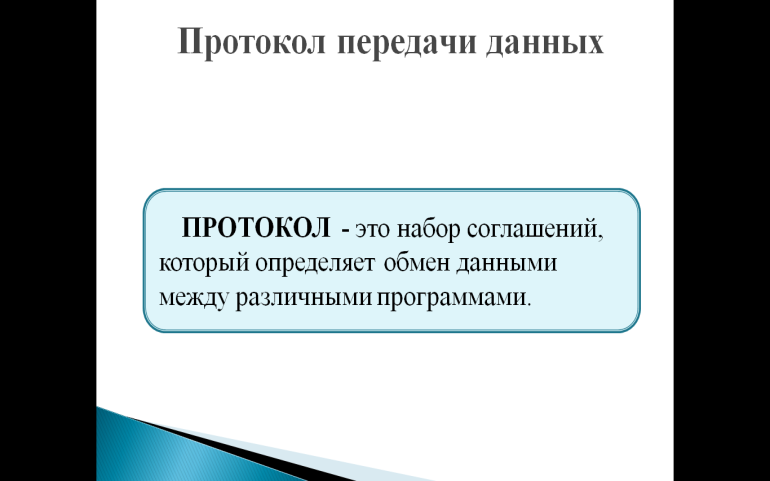 Протокол передачи данных
ПРОТОКОЛ - это набор соглашений,
который определяет обмен данными
между различными программами.